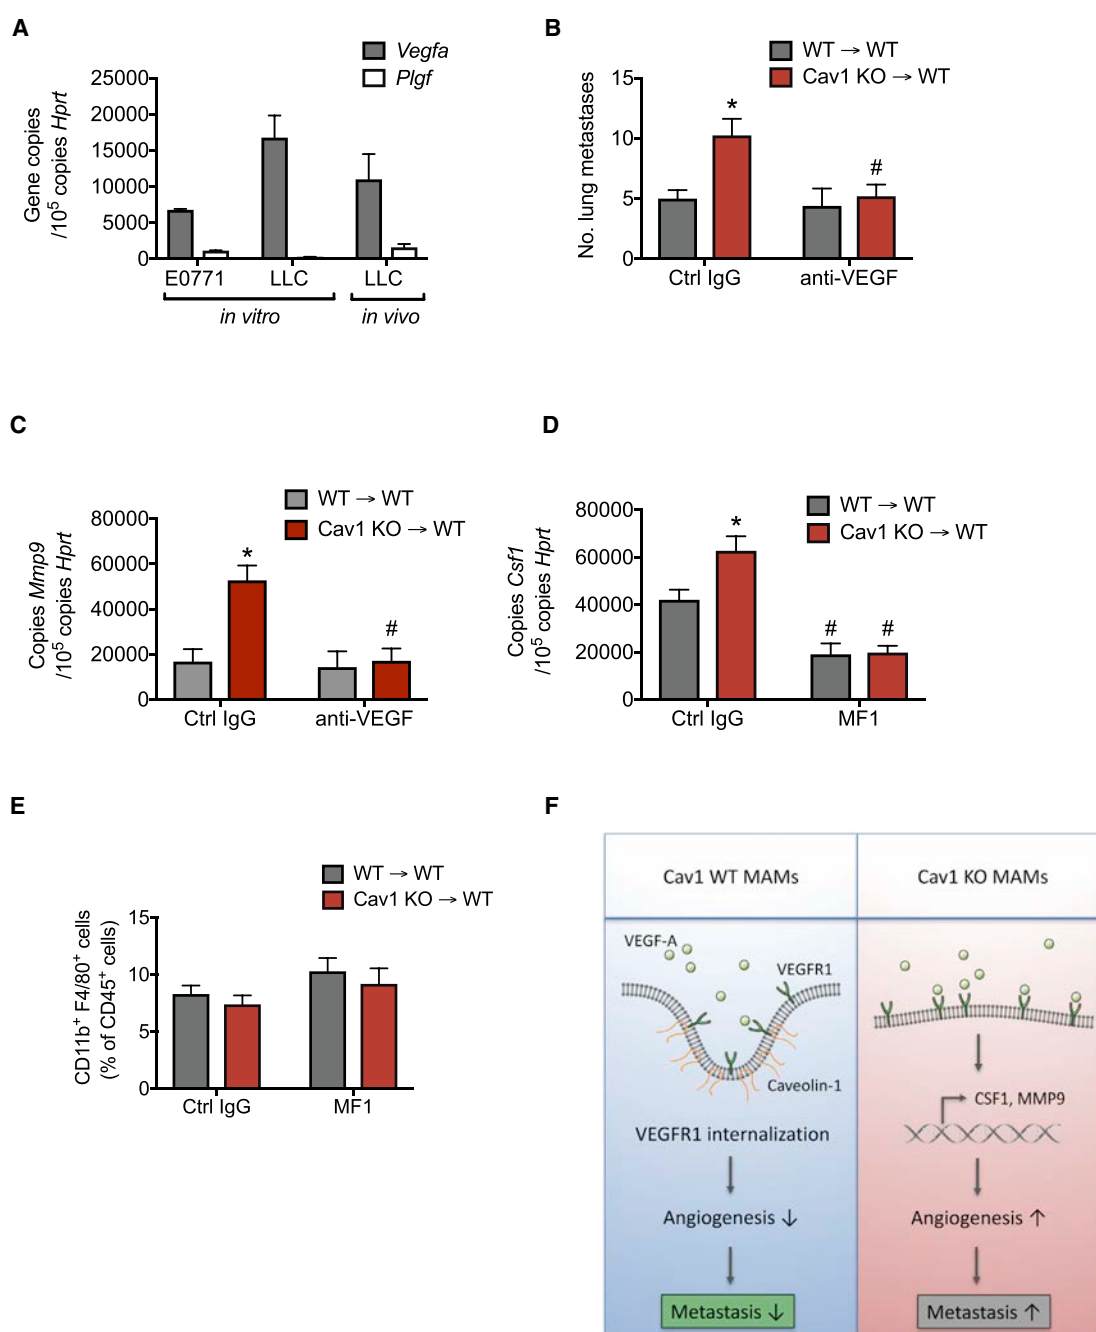 A
Vegfa
Plgf
25000
20000
15000
10000
5000
0
Gene copies
/10⁵ copies Hprt
E0771
LLC
LLC
in vitro
in vivo
B
WT → WT
Cav1 KO → WT
15
10
5
0
No. lung metastases
*
#
Ctrl IgG
anti-VEGF
C
WT → WT
Cav1 KO → WT
80000
60000
40000
20000
0
Copies Mmp9
/10⁵ copies Hprt
*
#
Ctrl IgG
anti-VEGF
D
WT → WT
Cav1 KO → WT
80000
60000
40000
20000
0
Copies Csf1
/10⁵ copies Hprt
*
#
#
Ctrl IgG
MF1
E
WT → WT
Cav1 KO → WT
15
10
5
0
CD11b⁺ F4/80⁺ cells
(% of CD45⁺ cells)
Ctrl IgG
MF1
F
Cav1 WT MAMs
Cav1 KO MAMs
VEGF-A
VEGFR1
Caveolin-1
VEGFR1 internalization
Angiogenesis ↓
Metastasis ↓
CSF1, MMP9
Angiogenesis ↑
Metastasis ↑